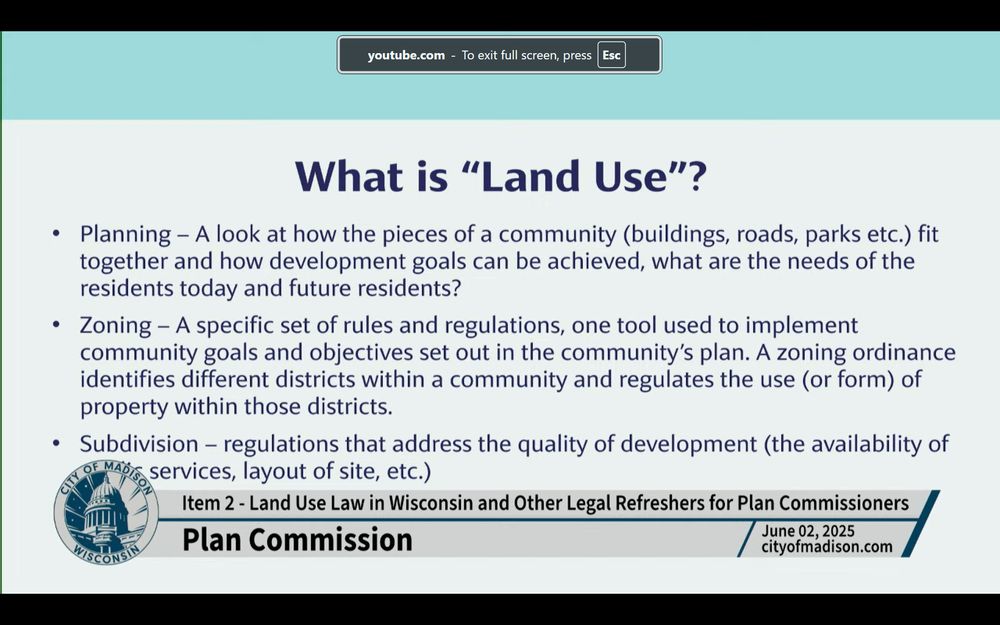 youtube.com - To exit full screen, press Esc
What is “Land Use”?
• Planning – A look at how the pieces of a community (buildings, roads, parks etc.) fit
together and how development goals can be achieved, what are the needs of the
residents today and future residents?
• Zoning – A specific set of rules and regulations, one tool used to implement
community goals and objectives set out in the community’s plan. A zoning ordinance
identifies different districts within a community and regulates the use (or form) of
property within those districts.
• Subdivision – regulations that address the quality of development (the availability of
services, layout of site, etc.)
CITY OF MADISON
WISCONSIN
Item 2 - Land Use Law in Wisconsin and Other Legal Refreshers for Plan Commissioners
Plan Commission
June 02, 2025
cityofmadison.com